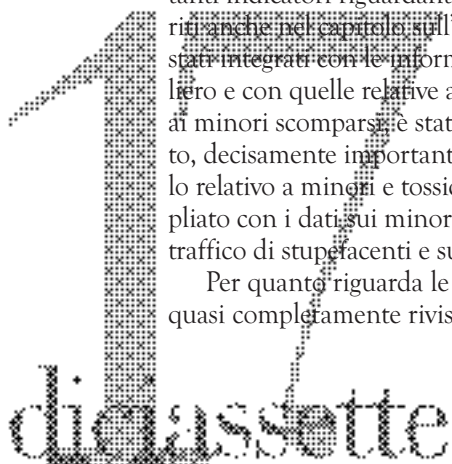 tanti indicatori riguardanti
riti anche nel capitolo sull'
stati integrati con le inform
liero e con quelle relative a
ai minori scomparsi, è stat
to, decisamente important
lo relativo a minori e tossic
pliato con i dati sui minor
traffico di stupefacenti e su
Per quanto riguarda le
quasi completamente rivis
17
diciassette